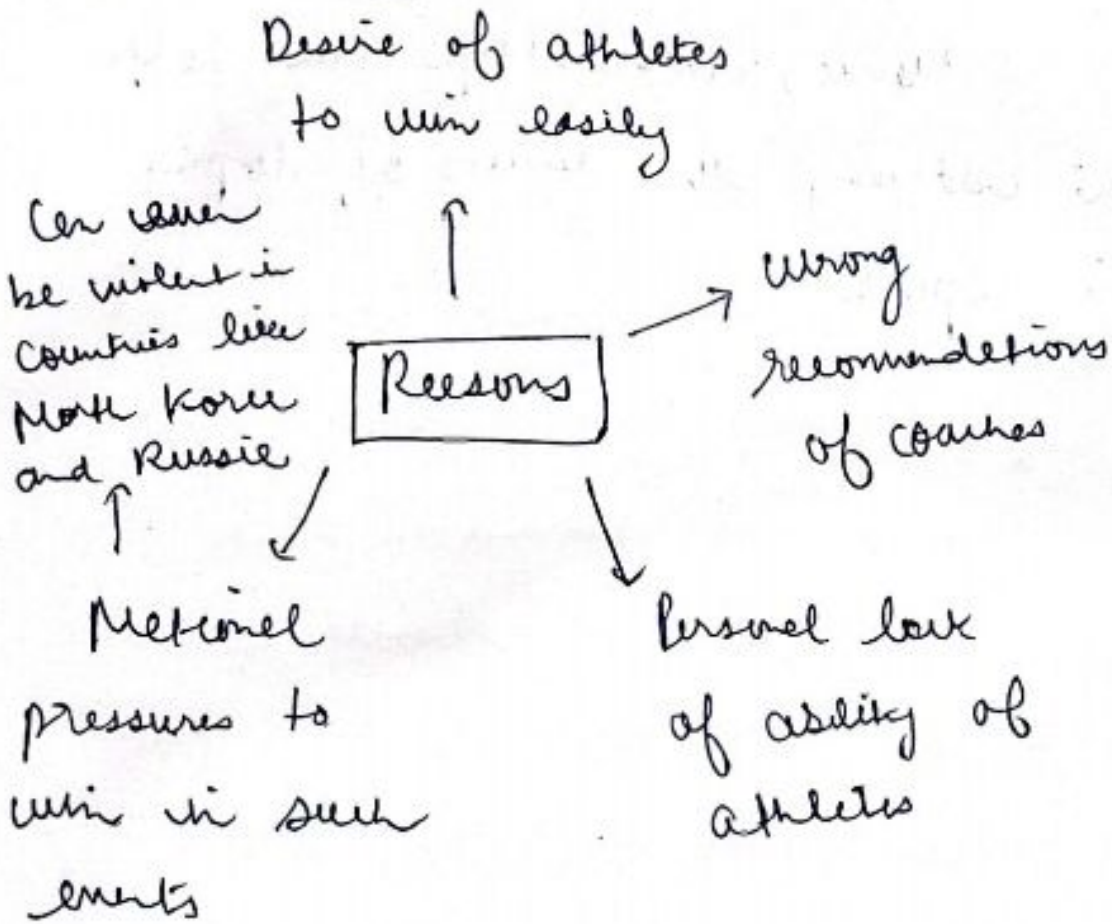 Desire of athletes
to win easily
Can
be violent in
countries like
North Korea
and Russia
Reasons
wrong
recommendations
of coaches
National
pressures to
win in such
events
Personal lack
of ability of
athletes